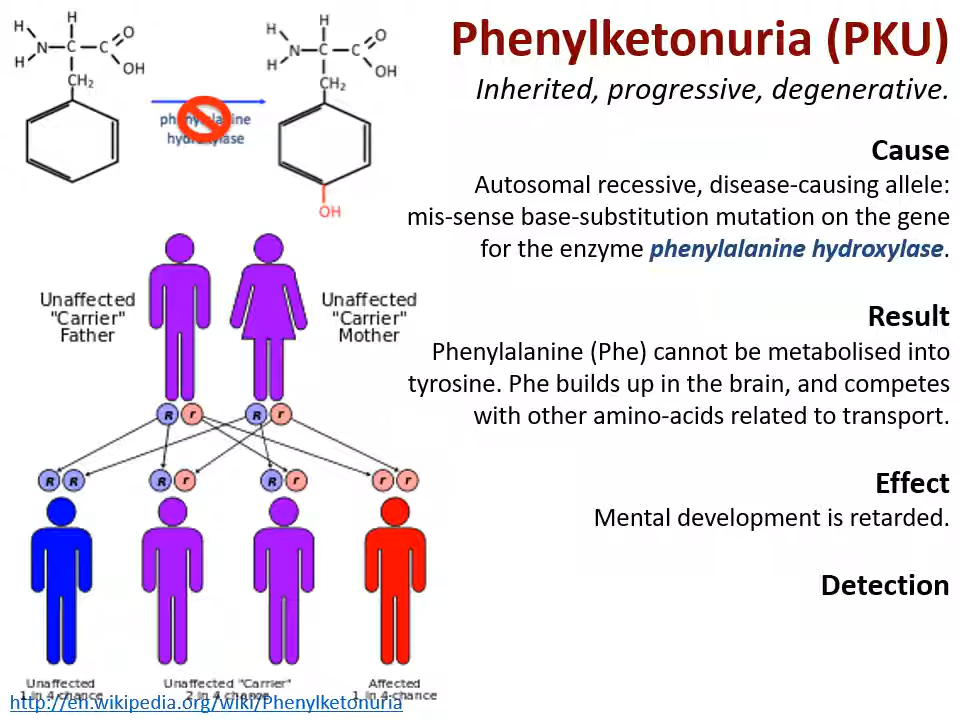 Phenylketonuria (PKU)
Inherited, progressive, degenerative.
H
H
N
C
C
O
H
OH
CH2
phenylalanine
hydroxylase
H
H
N
C
C
O
H
OH
CH2
OH
Cause
Autosomal recessive, disease-causing allele:
mis-sense base-substitution mutation on the gene
for the enzyme phenylalanine hydroxylase.
Unaffected
"Carrier"
Father
Unaffected
"Carrier"
Mother
Result
Phenylalanine (Phe) cannot be metabolised into
tyrosine. Phe builds up in the brain, and competes
with other amino-acids related to transport.
R r R r
R R R r R r r r
Effect
Mental development is retarded.
Detection
Unaffected
1 in 4 chance
Unaffected "Carrier"
2 in 4 chance
Affected
1 in 4 chance
http://en.wikipedia.org/wiki/Phenylketonuria